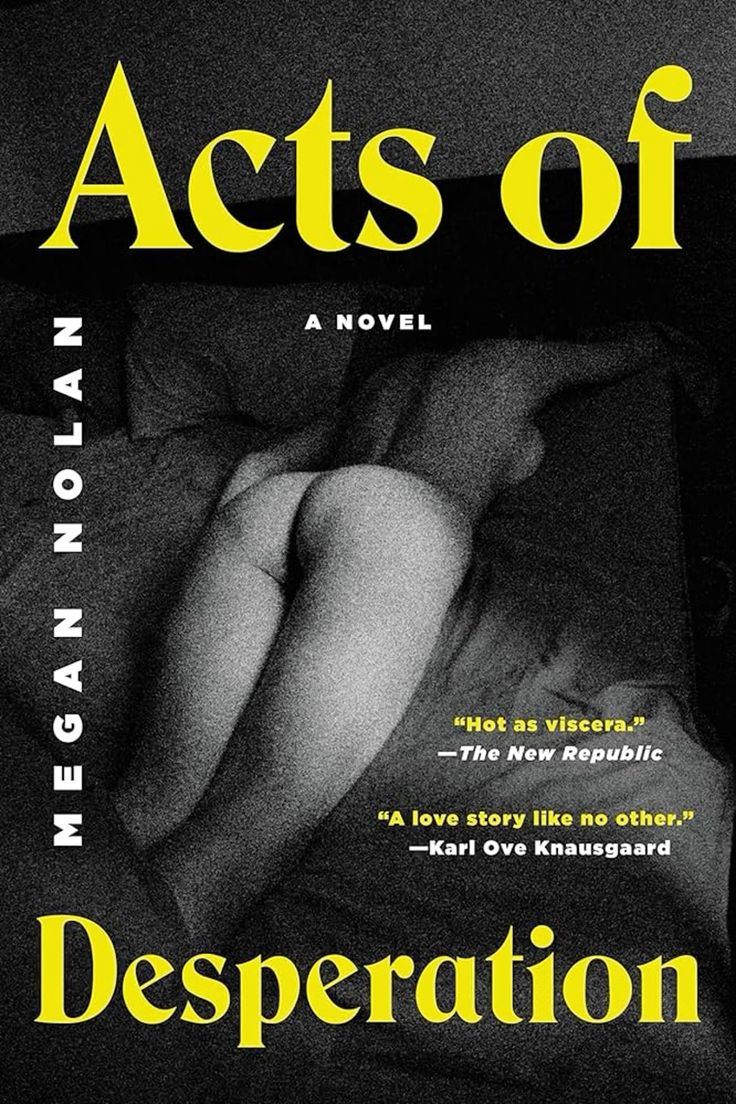 Acts of
A NOVEL
MEGAN NOLAN
“Hot as viscera.”
—The New Republic
“A love story like no other.”
—Karl Ove Knausgaard
Desperation